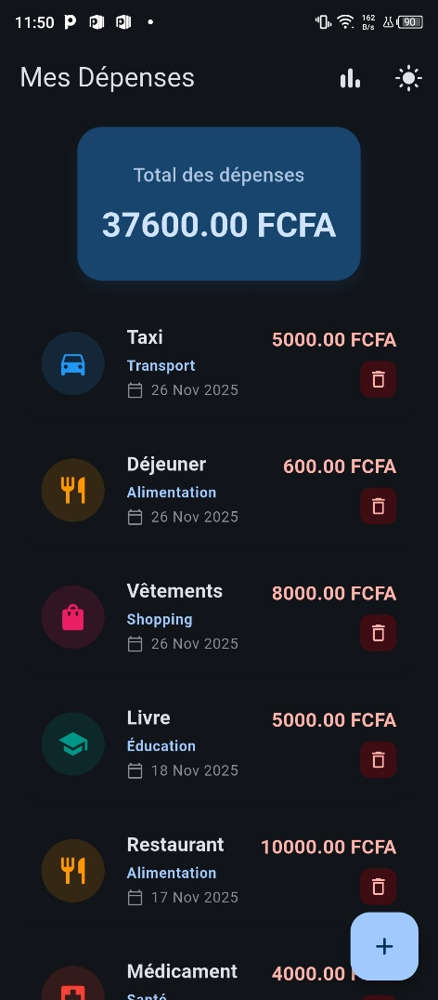 11:50
162
B/s
90
Mes Dépenses
Total des dépenses
37600.00 FCFA
Taxi
5000.00 FCFA
Transport
26 Nov 2025
Déjeuner
600.00 FCFA
Alimentation
26 Nov 2025
Vêtements
8000.00 FCFA
Shopping
26 Nov 2025
Livre
5000.00 FCFA
Éducation
18 Nov 2025
Restaurant
10000.00 FCFA
Alimentation
17 Nov 2025
Médicament
4000.00 F
Santé